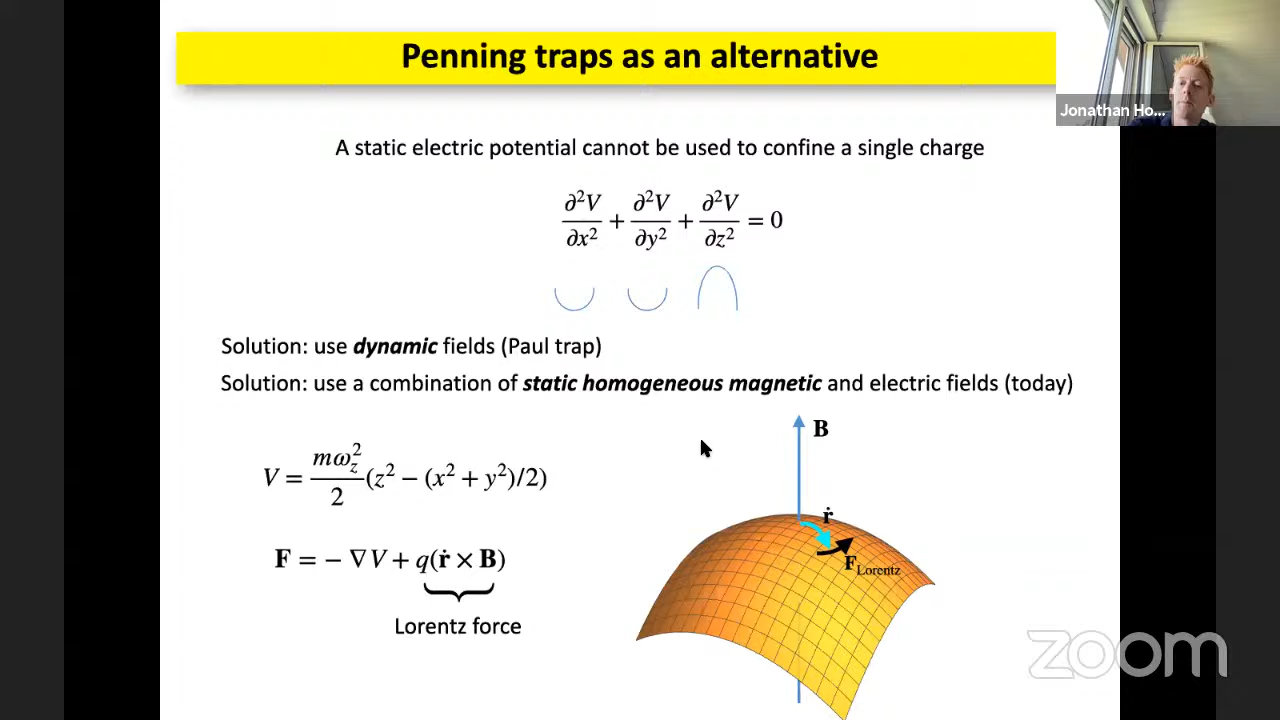 Penning traps as an alternative
Jonathan Ho...
A static electric potential cannot be used to confine a single charge
∂²V/∂x² + ∂²V/∂y² + ∂²V/∂z² = 0
Solution: use dynamic fields (Paul trap)
Solution: use a combination of static homogeneous magnetic and electric fields (today)
B
V = mω_z²/2 (z² − (x² + y²)/2)
ṙ
F = − ∇V + q(ṙ × B)
F_Lorentz
Lorentz force
zoom